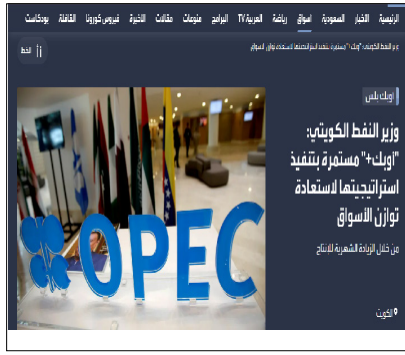 الرئيسية الأخبار السعودية أسواق رياضة العربية TV البرامج منوعات مقالات الأخيرة فيروس كورونا القافلة بودكاست
وزير النفط الكويتي: "أوبك+" مستمرة بتنفيذ استراتيجيتها لاستعادة توازن الأسواق
الخط
أوبك بلس
وزير النفط الكويتي:
"أوبك+" مستمرة بتنفيذ
استراتيجيتها لاستعادة
توازن الأسواق
من خلال الزيادة الشهرية للإنتاج
الكويت
OPEC